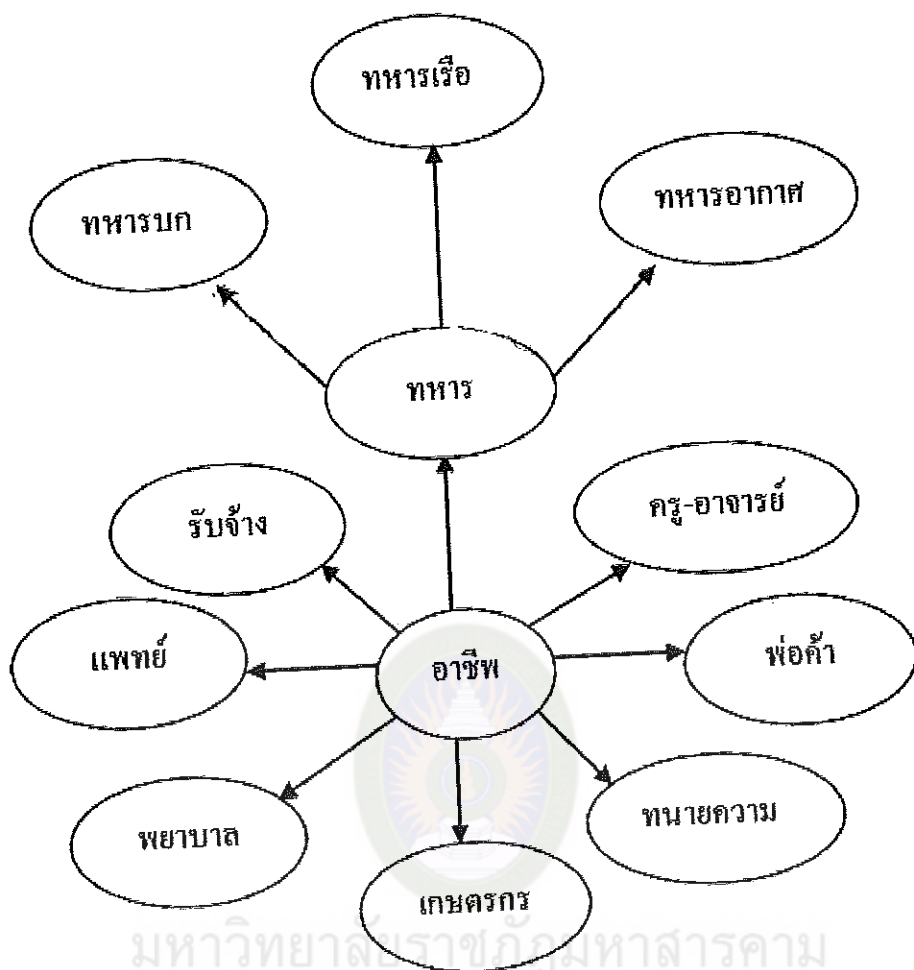 ทหารเรือ
ทหารบก
ทหารอากาศ
ทหาร
รับจ้าง
ครู-อาจารย์
แพทย์
อาชีพ
พ่อค้า
พยาบาล
ทนายความ
เกษตรกร
มหาวิทยาลัยราชภัฏมหาสารคาม